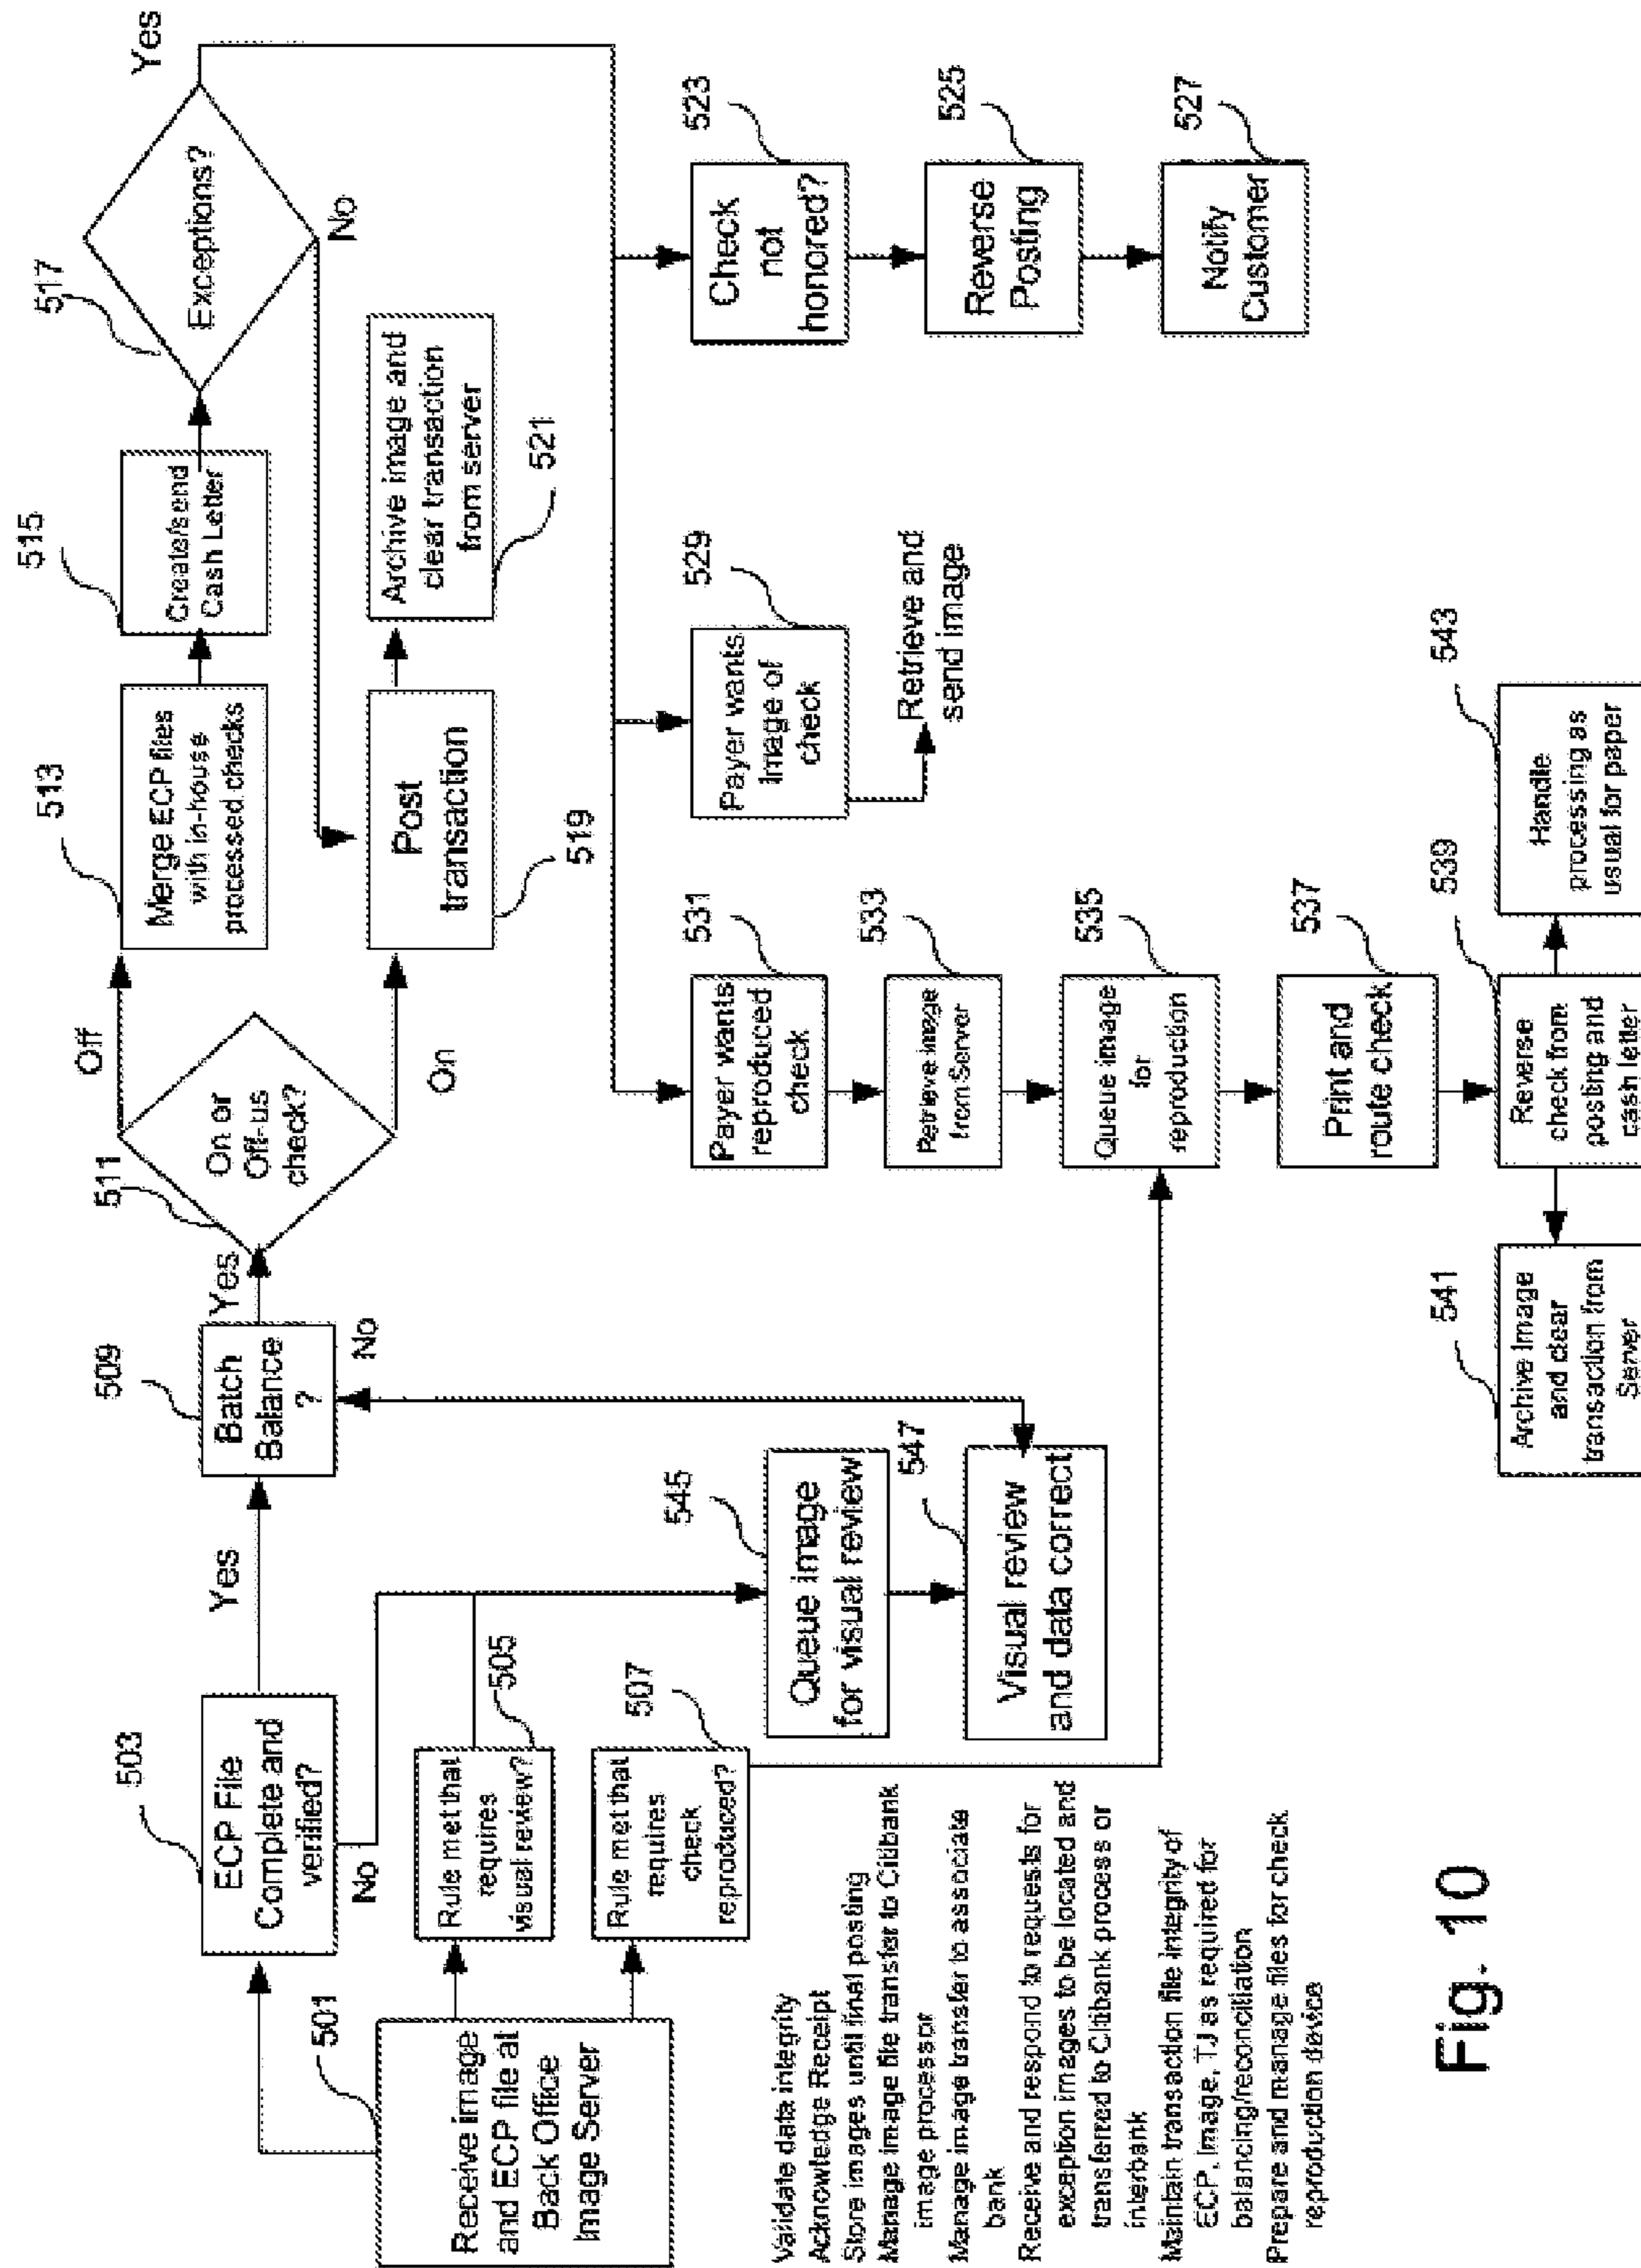 501
Receive image
and ECP file at
Back Office
Image Server
503
ECP File
Complete and
verified?
Yes
No
505
Rule met that
requires
visual review?
507
Rule met that
requires
check
reproduced?
509
Batch
Balance
?
Yes
No
545
Queue image
for visual review
547
Visual review
and data correct
511
On or
Off-us
check?
Off
On
513
Merge ECP files
with in-house
processed checks
515
Create/send
Cash Letter
517
Exceptions?
Yes
No
519
Post
transaction
521
Archive image and
clear transaction
from server
523
Check
not
honored?
525
Reverse
Posting
527
Notify
Customer
529
Payer wants
Image of
check
Retrieve and
send image
531
Payer wants
reproduced
check
533
Retrieve image
from Server
535
Queue image
for
reproduction
537
Print and
route check
539
Reverse
check from
posting and
cash letter
541
Archive Image
and clear
transaction from
Server
543
Handle
processing as
usual for paper
Validate data integrity
Acknowledge Receipt
Store images until final posting
Manage image file transfer to Citibank
image processor
Manage image transfer to associate
bank
Receive and respond to requests for
exception images to be located and
transferred to Citibank process or
interbank
Maintain transaction file integrity of
ECP, Image, TJ as required for
balancing/reconciliation
Prepare and manage files for check
reproduction device
Fig. 10